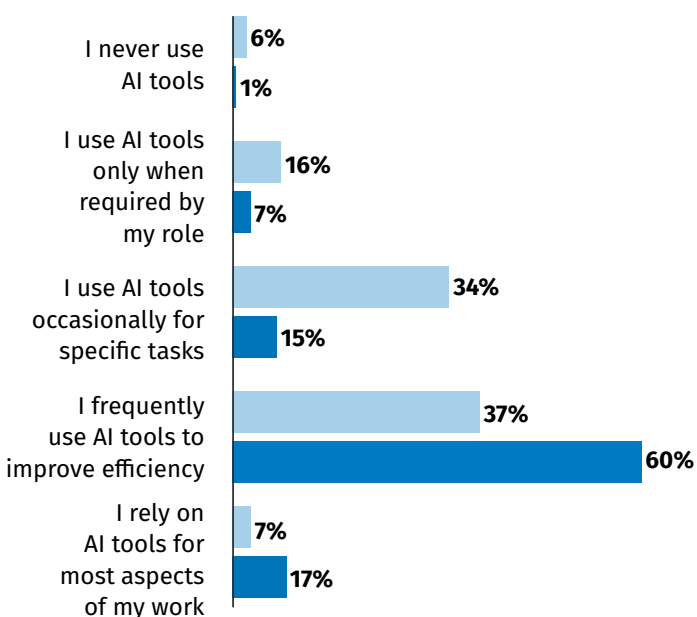 6%
I never use
AI tools
1%
I use AI tools
only when
required by
my role
16%
7%
I use AI tools
occasionally for
specific tasks
34%
15%
I frequently
use AI tools to
improve efficiency
37%
60%
I rely on
AI tools for
most aspects
of my work
7%
17%